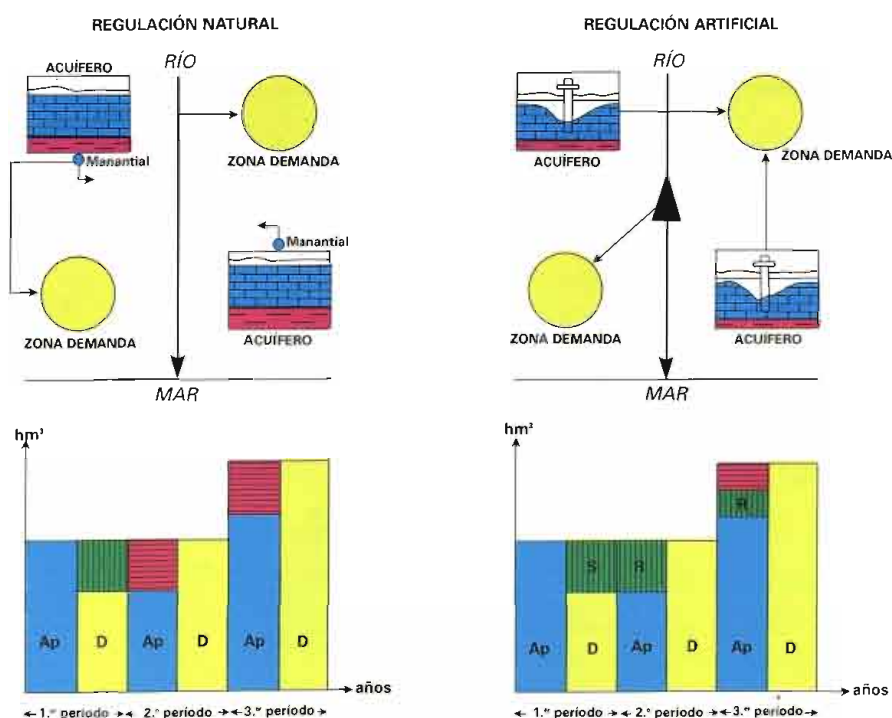 REGULACIÓN NATURAL
ACUÍFERO
RÍO
Manantial
ZONA DEMANDA
Manantial
ZONA DEMANDA
ACUÍFERO
MAR
hm³
Ap
D
Ap
D
Ap
D
años
1.er período
2.º período
3.er período
REGULACIÓN ARTIFICIAL
RÍO
ACUÍFERO
ZONA DEMANDA
ZONA DEMANDA
ACUÍFERO
MAR
hm³
S
R
R
Ap
D
Ap
D
Ap
D
años
1.er período
2.º período
3.er período